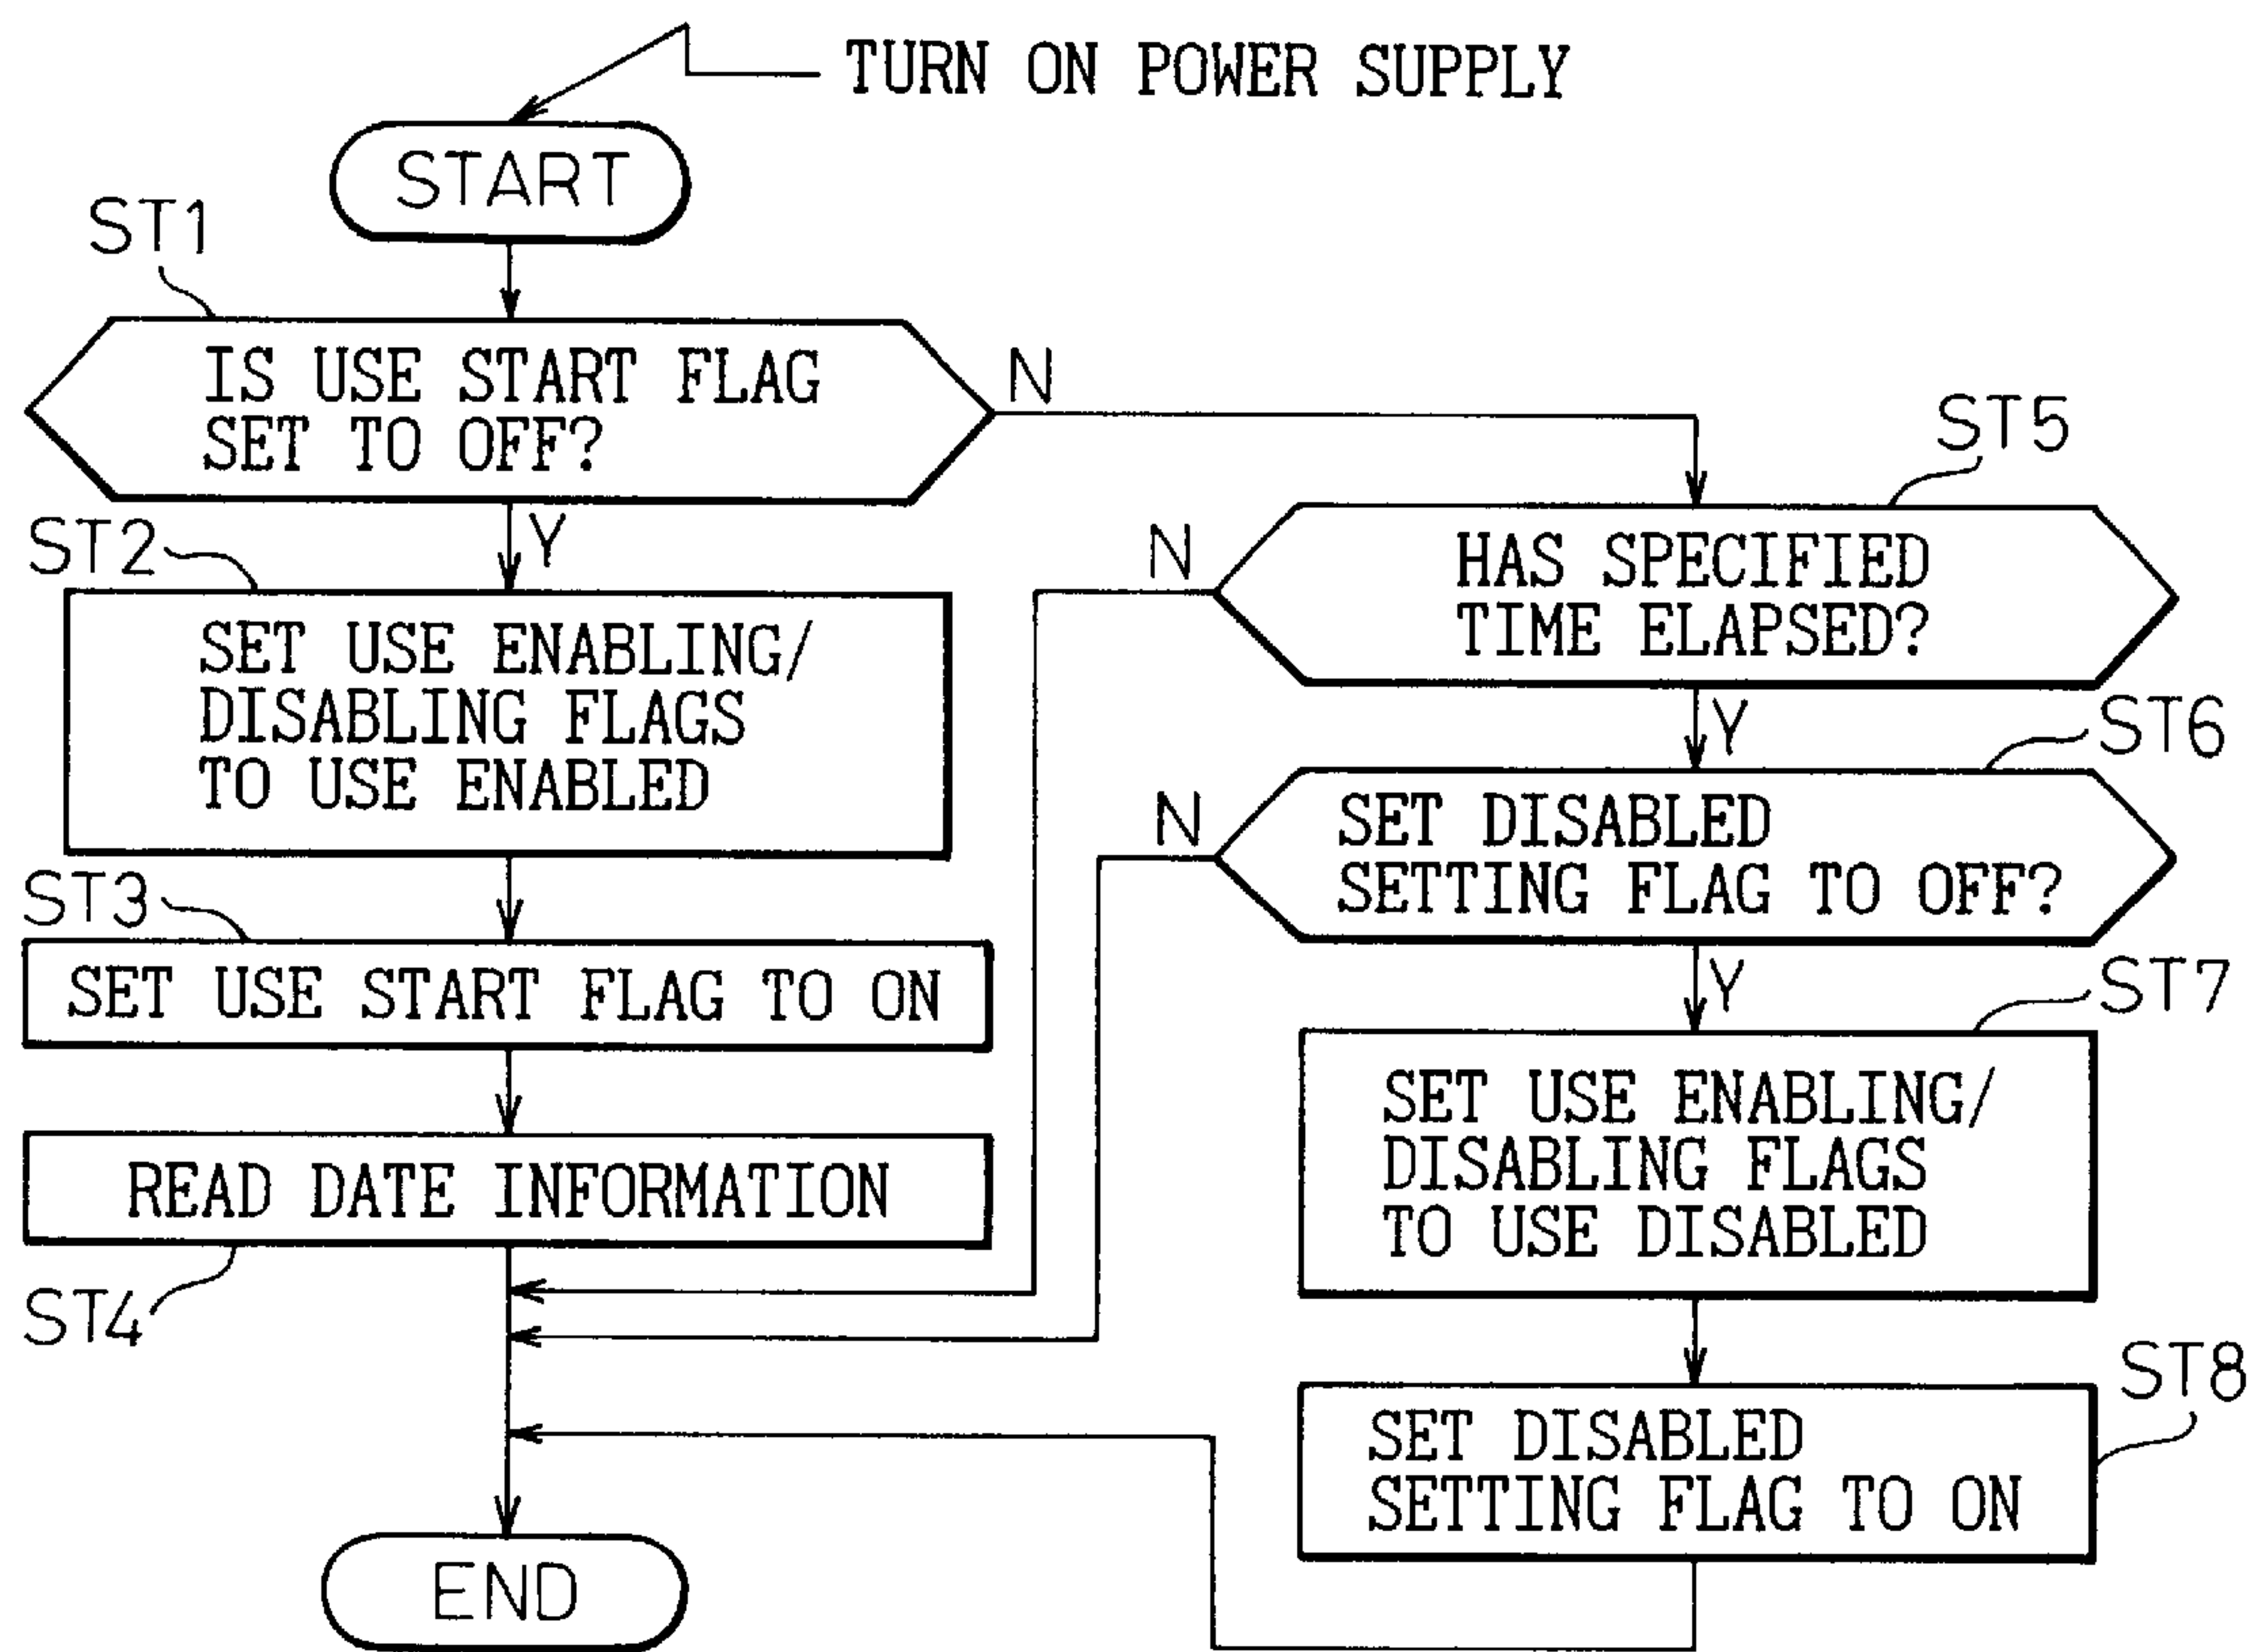 TURN ON POWER SUPPLY
START
ST1
IS USE START FLAG
SET TO OFF?
N
Y
ST2
SET USE ENABLING/
DISABLING FLAGS
TO USE ENABLED
ST3
SET USE START FLAG TO ON
READ DATE INFORMATION
ST4
END
ST5
HAS SPECIFIED
TIME ELAPSED?
N
Y
ST6
SET DISABLED
SETTING FLAG TO OFF?
N
Y
ST7
SET USE ENABLING/
DISABLING FLAGS
TO USE DISABLED
ST8
SET DISABLED
SETTING FLAG TO ON